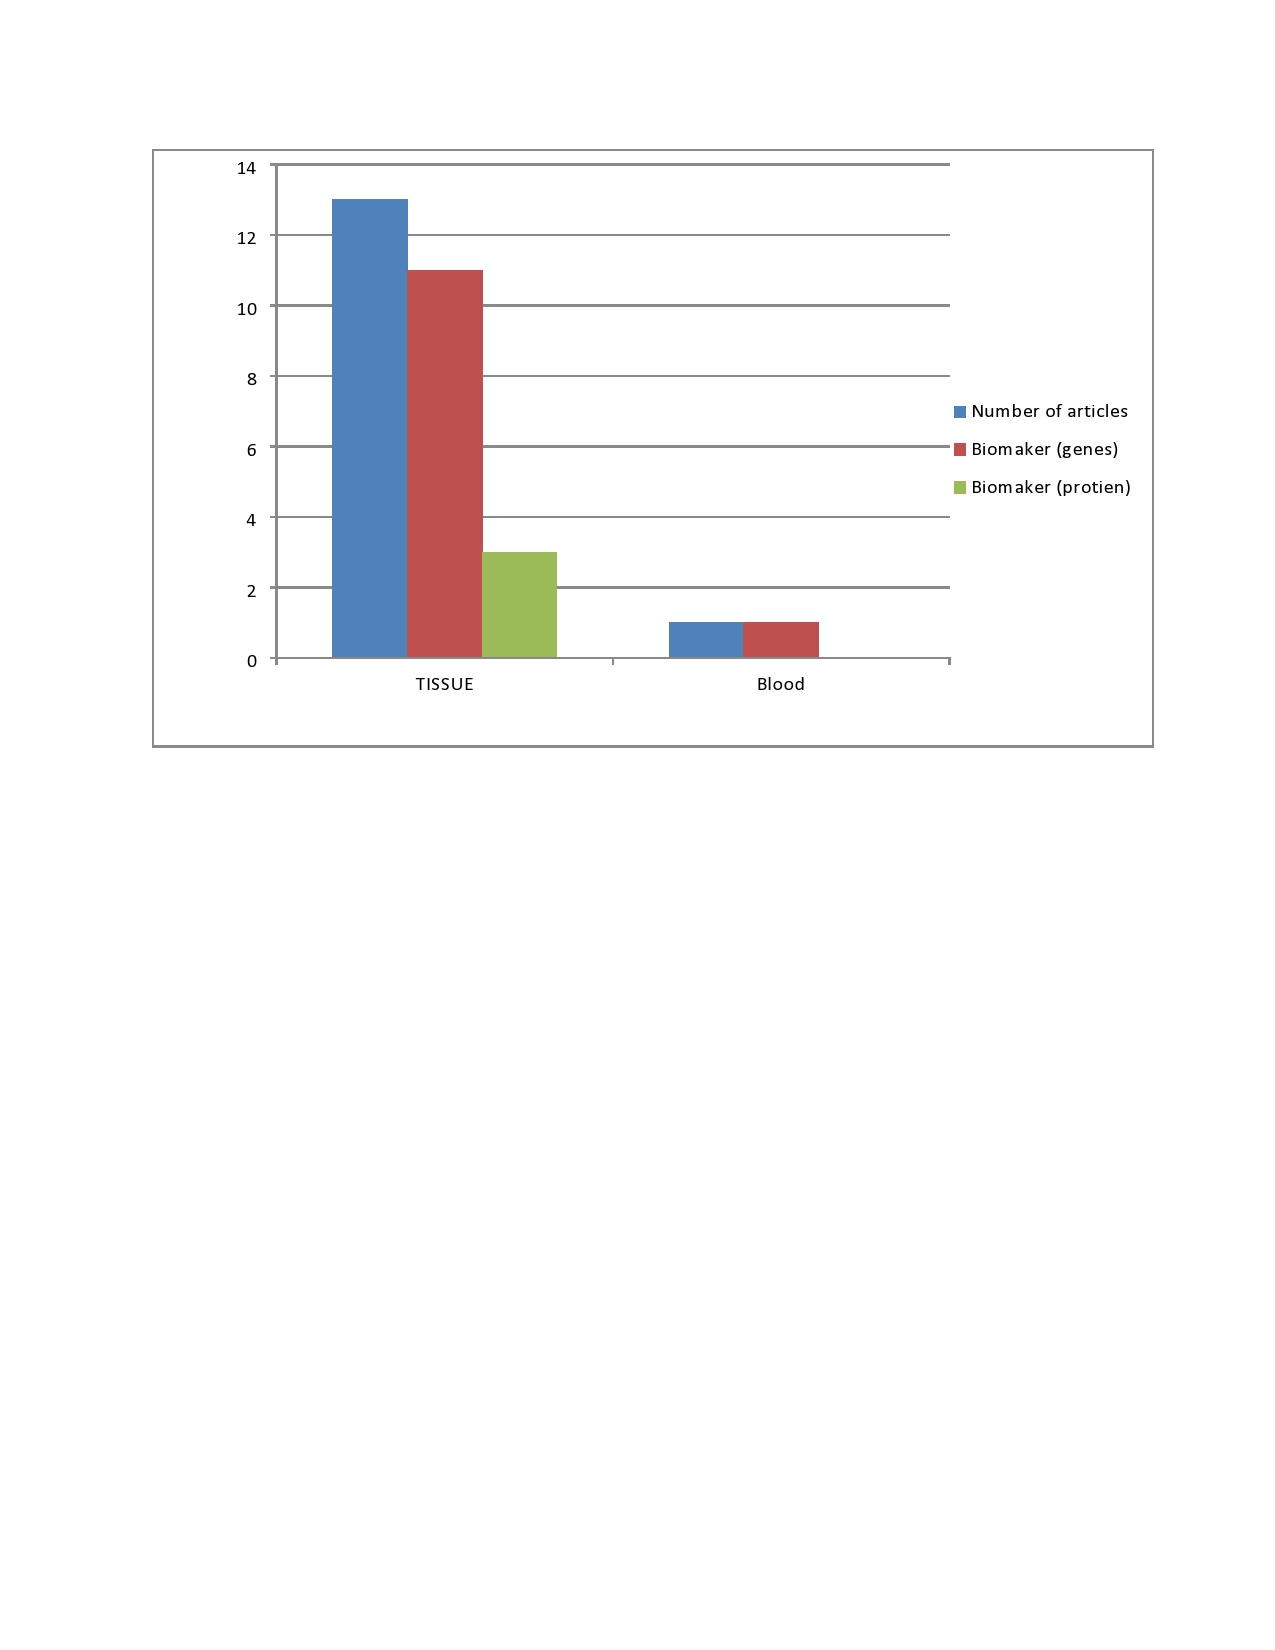 14
12
10
8
6
4
2
0
TISSUE
Blood
Number of articles
Biomaker (genes)
Biomaker (protien)